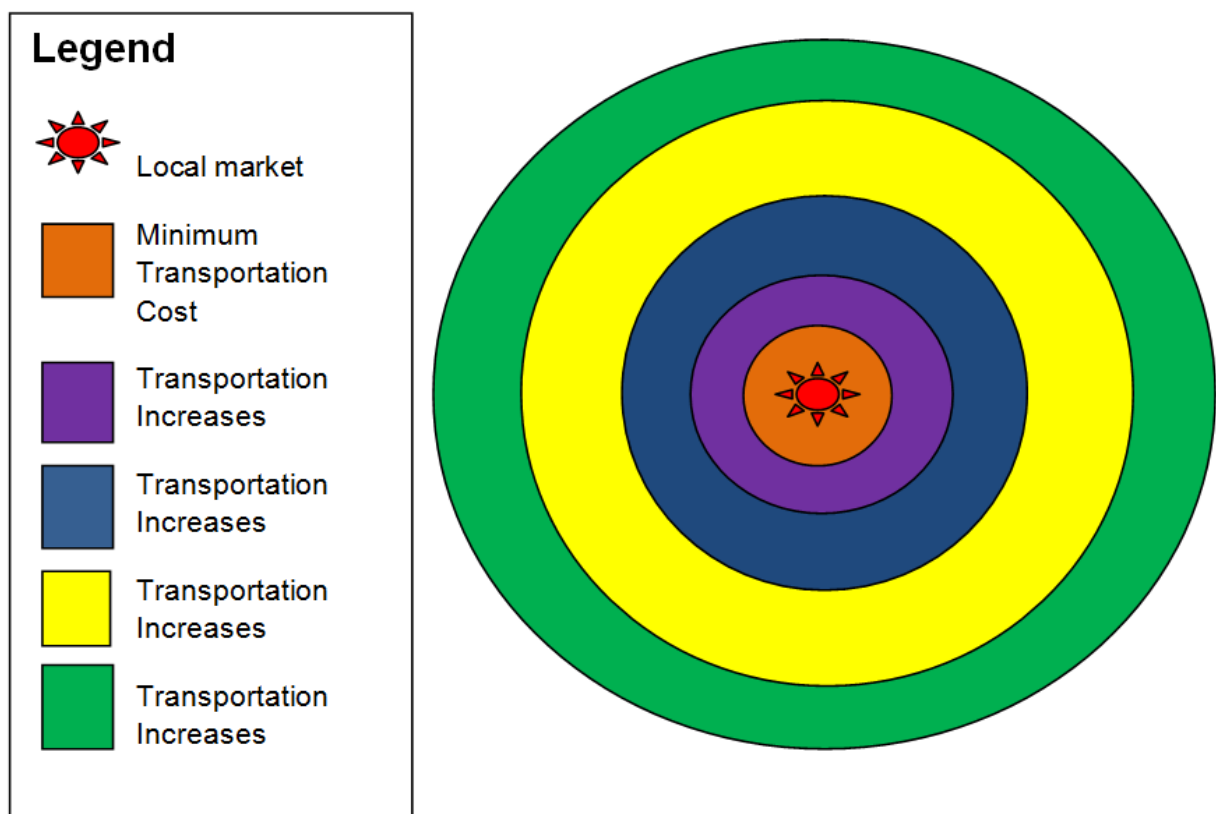 Legend
Local market
Minimum
Transportation
Cost
Transportation
Increases
Transportation
Increases
Transportation
Increases
Transportation
Increases